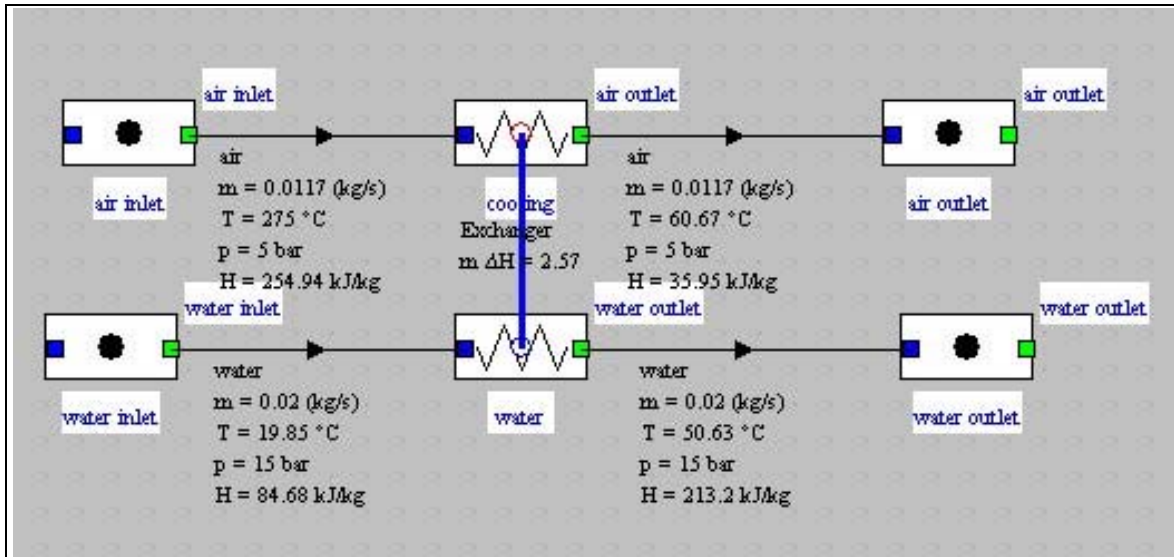 air inlet
air outlet
air outlet
air inlet
air
m = 0.0117 (kg/s)
T = 275 °C
p = 5 bar
H = 254.94 kJ/kg
cooling
Exchanger
m ΔH = 2.57
air
m = 0.0117 (kg/s)
T = 60.67 °C
p = 5 bar
H = 35.95 kJ/kg
air outlet
water inlet
water outlet
water outlet
water inlet
water
m = 0.02 (kg/s)
T = 19.85 °C
p = 15 bar
H = 84.68 kJ/kg
water
water
m = 0.02 (kg/s)
T = 50.63 °C
p = 15 bar
H = 213.2 kJ/kg
water outlet